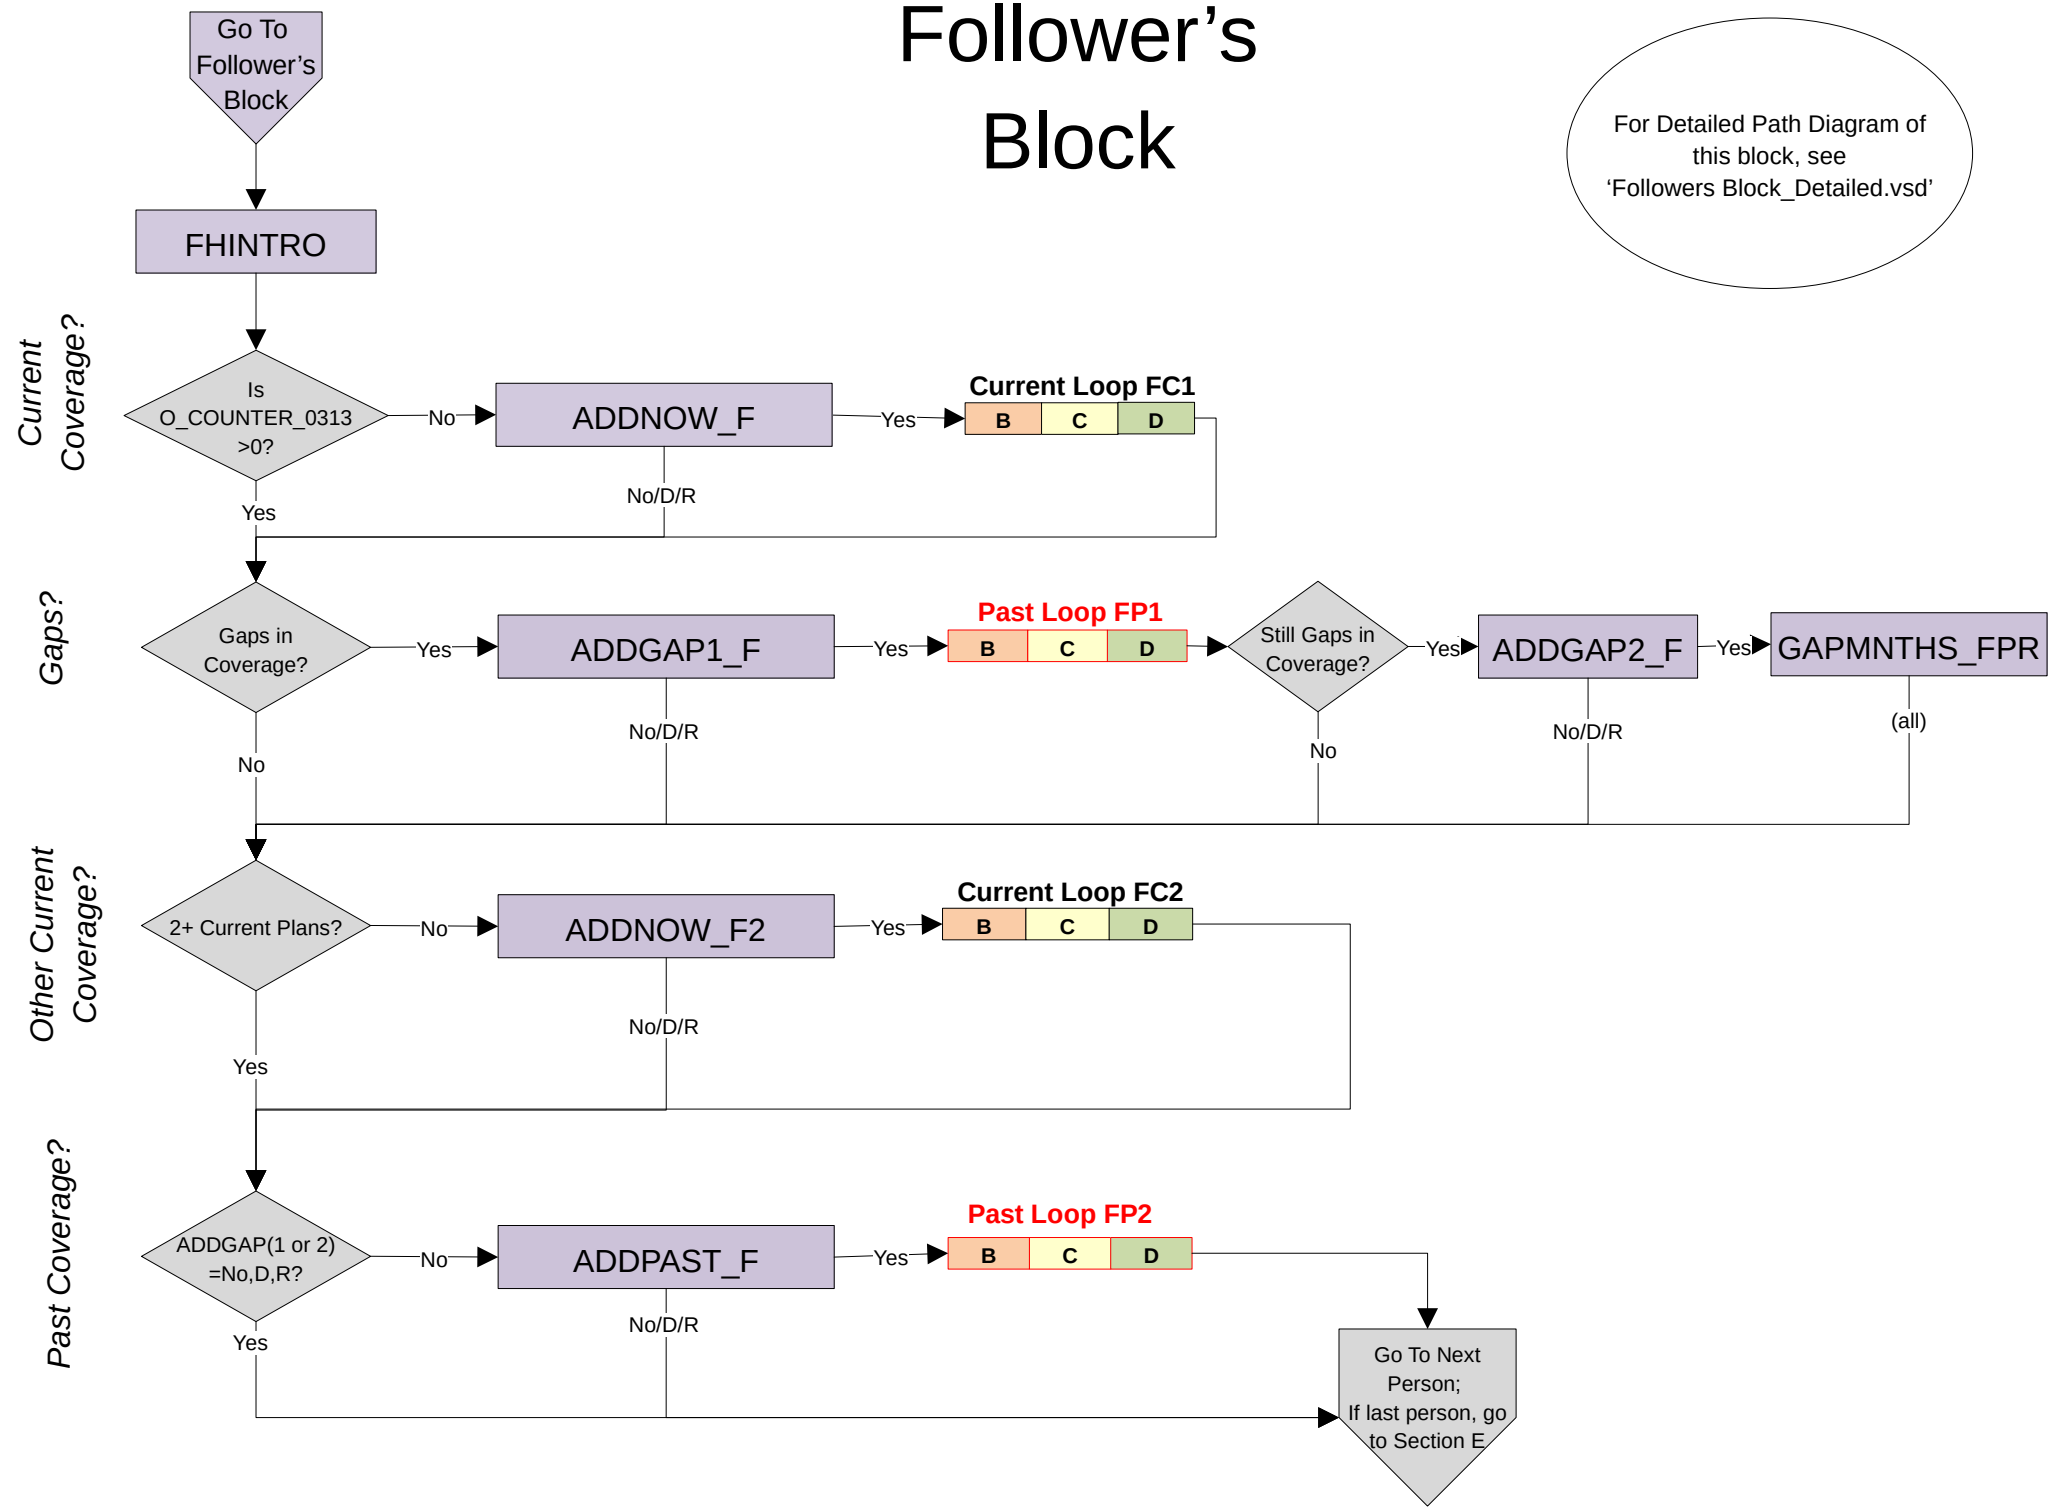 Follower’s
Block
Go To
Follower’s
Block
For Detailed Path Diagram of
this block, see
‘Followers Block_Detailed.vsd’
FHINTRO
Current
Coverage?
Is
O_COUNTER_0313
>0?
No
ADDNOW_F
Yes
Current Loop FC1
B
C
D
No/D/R
Yes
Gaps?
Gaps in
Coverage?
Yes
ADDGAP1_F
Yes
Past Loop FP1
B
C
D
Still Gaps in
Coverage?
Yes
ADDGAP2_F
Yes
GAPMNTHS_FPR
No/D/R
No
No/D/R
(all)
No
Other Current
Coverage?
2+ Current Plans?
No
ADDNOW_F2
Yes
Current Loop FC2
B
C
D
No/D/R
Yes
Past Coverage?
ADDGAP(1 or 2)
=No,D,R?
No
ADDPAST_F
Yes
Past Loop FP2
B
C
D
No/D/R
Yes
Go To Next
Person;
If last person, go
to Section E